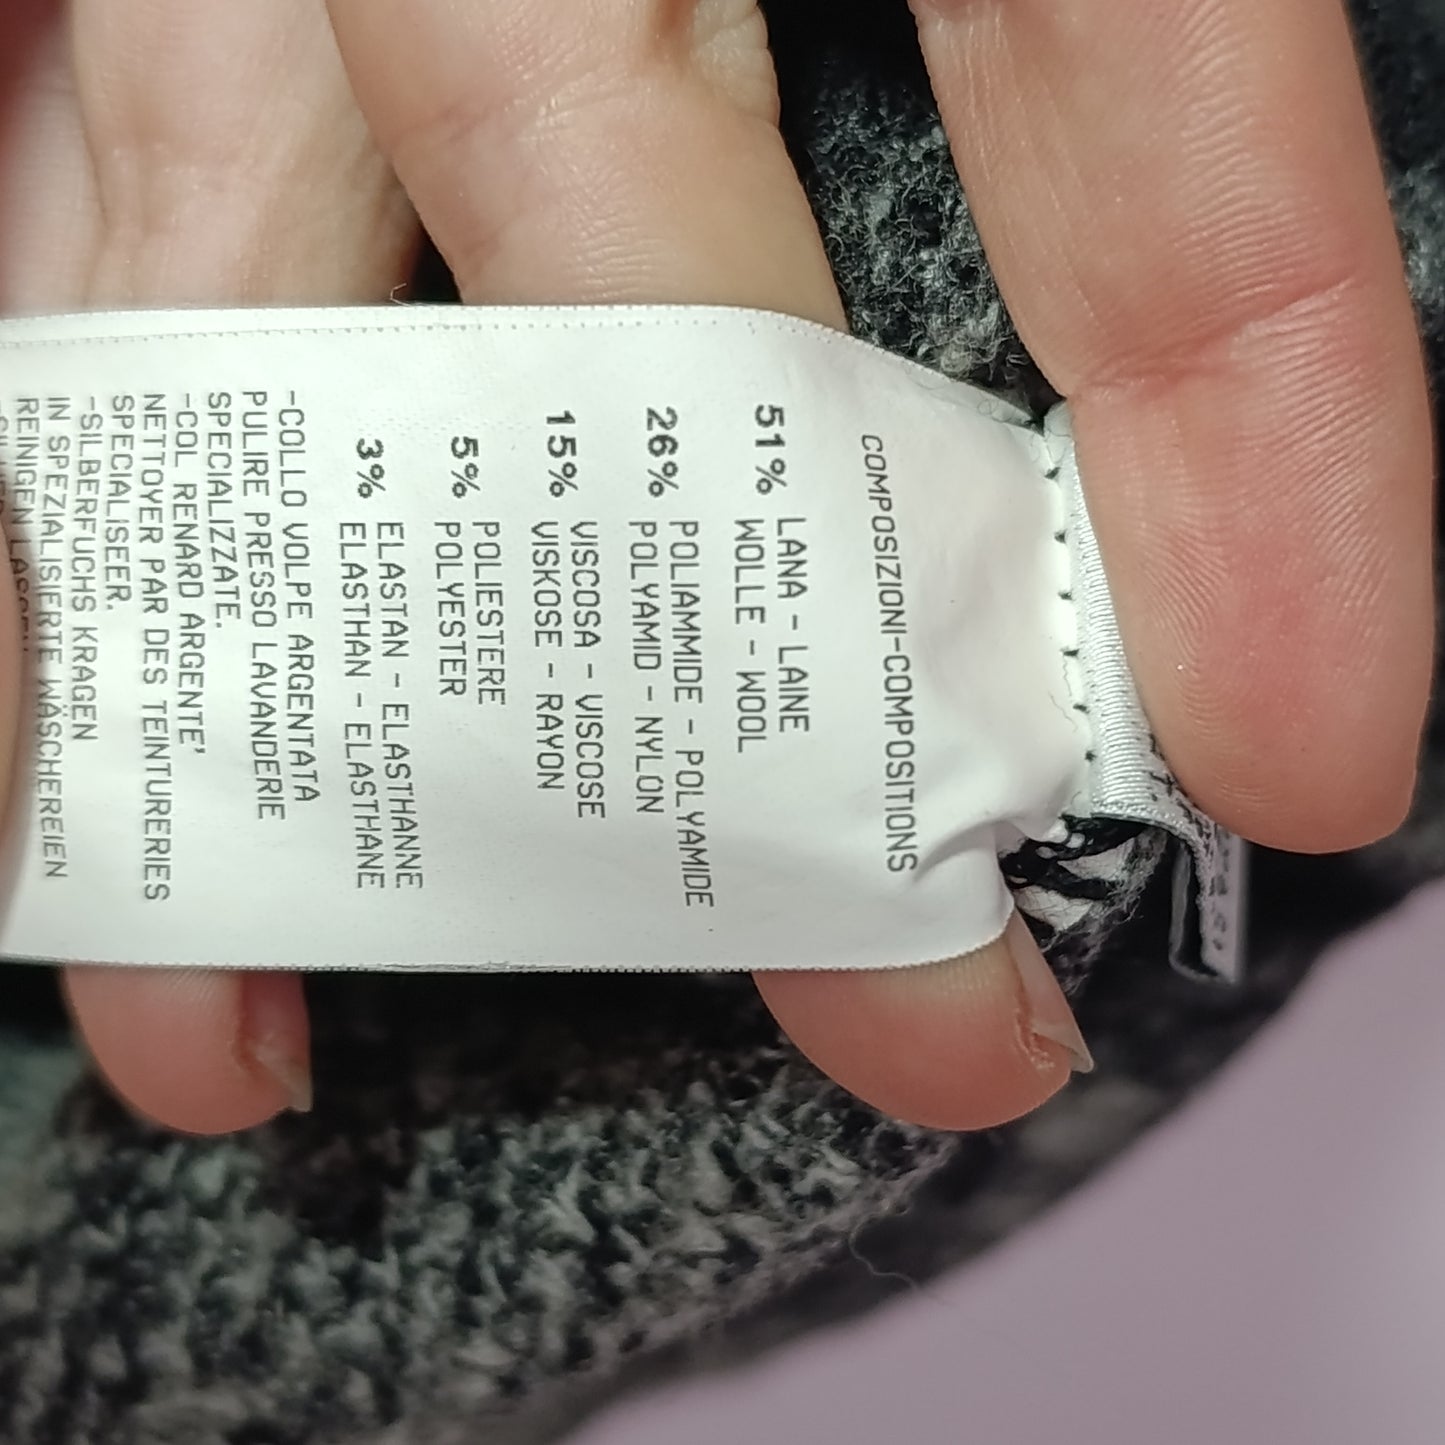 COMPOSIZIONI-COMPOSITIONS
51% LANA - LAINE
WOLLE - WOOL
26% POLIAMMIDE - POLYAMIDE
POLYAMID - NYLON
15% VISCOSA - VISCOSE
VISKOSE - RAYON
5% POLIESTERE
POLYESTER
3% ELASTAN - ELASTHANNE
ELASTHAN - ELASTHANE
-COLLO VOLPE ARGENTATA
PULIRE PRESSO LAVANDERIE
SPECIALIZZATE.
-COL RENARD ARGENTE'
NETTOYER PAR DES TEINTURERIES
SPECIALISEER.
-SILBERFUCHS KRAGEN
IN SPEZIALISIERTE WÄSCHEREIEN
REINIGEN